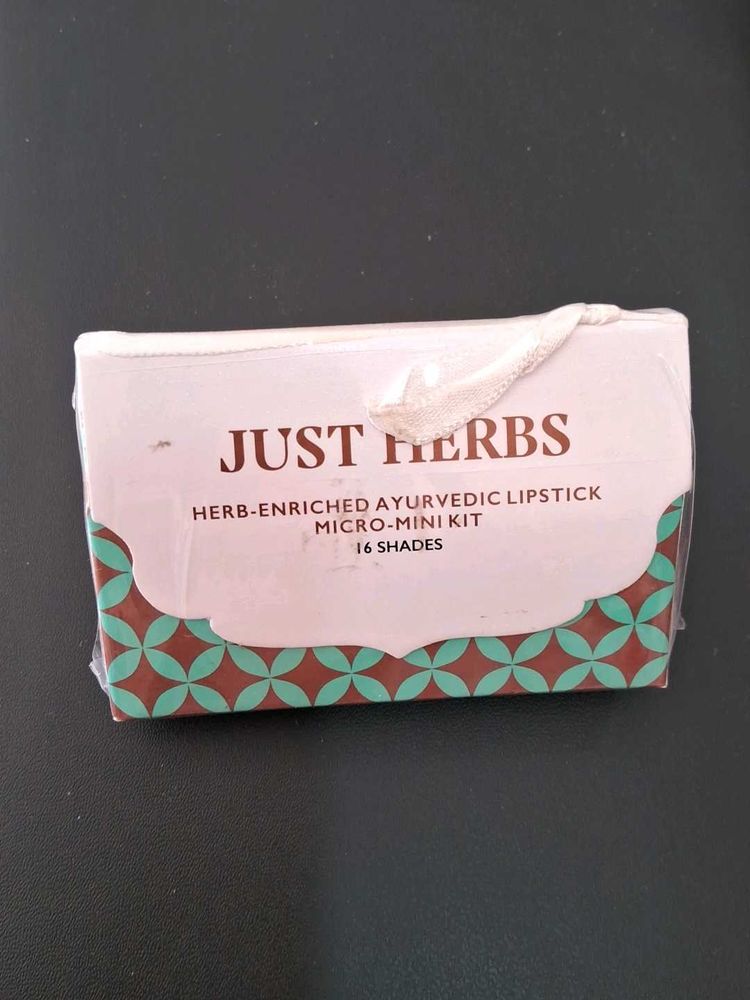 JUST HERBS
HERB-ENRICHED AYURVEDIC LIPSTICK
MICRO-MINI KIT
16 SHADES